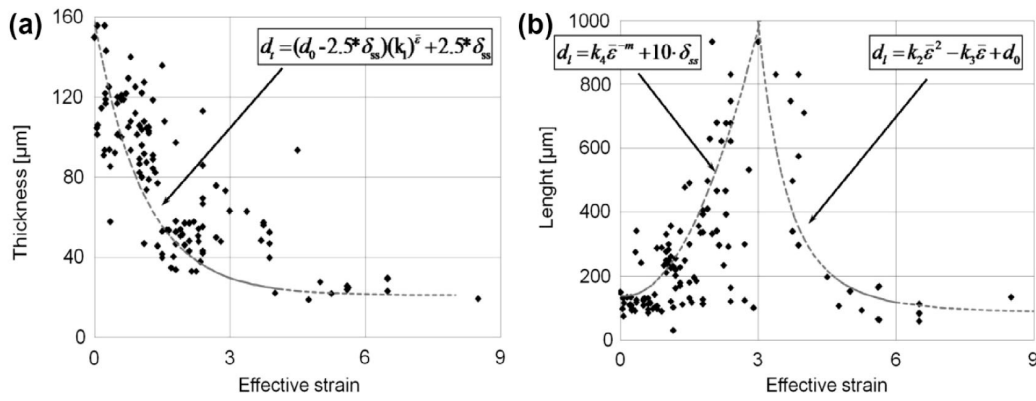 (a)
d_t = (d_0 -2.5* δ_ss)(k_1)^ε̄ + 2.5* δ_ss
Thickness [µm]
160
120
80
40
0
0 3 6 9
Effective strain
(b)
d_l = k_4 ε̄^-m + 10· δ_ss
d_l = k_2 ε̄^2 − k_3 ε̄ + d_0
Lenght [µm]
1000
800
600
400
200
0
0 3 6 9
Effective strain